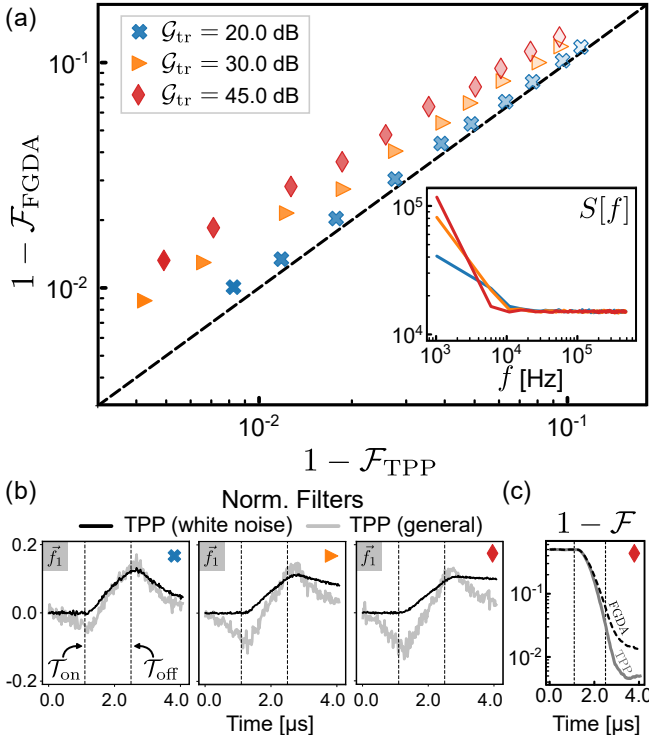 (a)
𝒢tr = 20.0 dB
𝒢tr = 30.0 dB
𝒢tr = 45.0 dB
10⁻¹
10⁻²
1 − ℱFGDA
S[f]
10⁵
10⁴
10³ 10⁴ 10⁵
f [Hz]
10⁻² 10⁻¹
1 − ℱTPP
(b)
Norm. Filters
TPP (white noise) TPP (general)
0.2
0.0
-0.2
f⃗₁
𝒯on 𝒯off
f⃗₁
f⃗₁
0.0 2.0 4.0
0.0 2.0 4.0
0.0 2.0 4.0
Time [μs]
Time [μs]
Time [μs]
(c)
1 − ℱ
10⁻¹
10⁻²
FGDA
TPP
0.0 2.0 4.0
Time [μs]